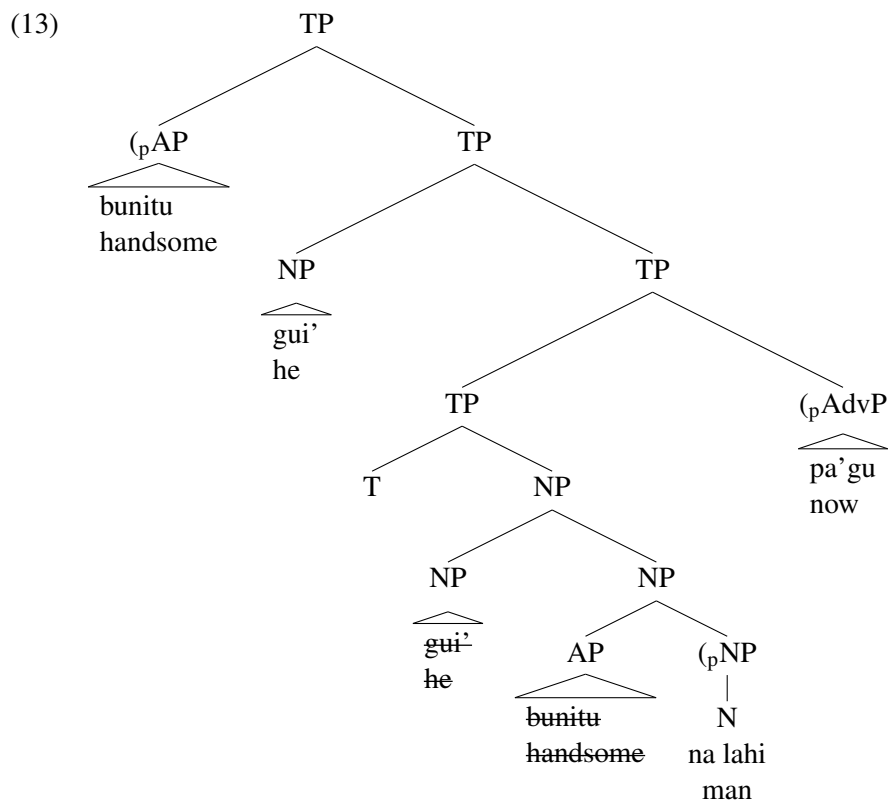 (13) TP
(ₚAP TP
bunitu
handsome
NP TP
gui'
he
TP (ₚAdvP
pa'gu
now
T NP
NP NP
gui'
he
AP (ₚNP
bunitu
handsome
N
na lahi
man